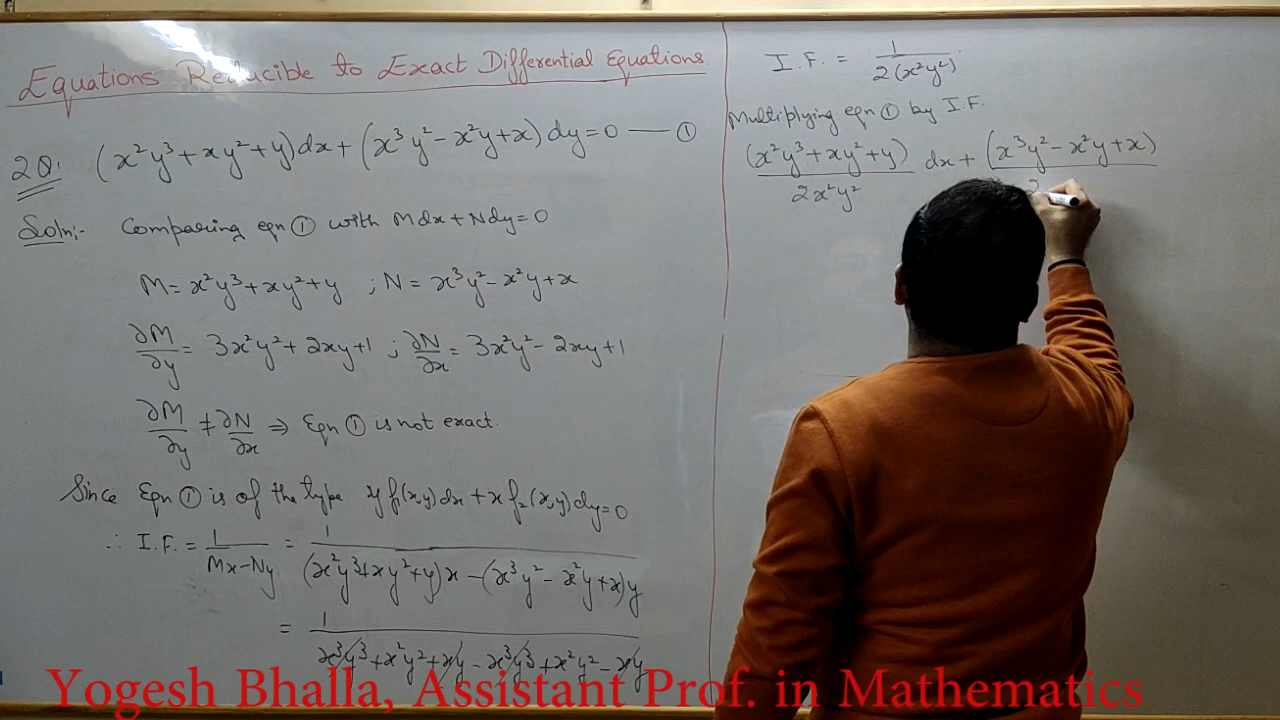 Equations Reducible to Exact Differential Equations
2Q: (x²y³+xy²+y)dx+(x³y²-x²y+x)dy=0 — ①
Soln:- Comparing eqn ① with Mdx+Ndy=0
M=x²y³+xy²+y ; N=x³y²-x²y+x
∂M/∂y = 3x²y²+2xy+1 ; ∂N/∂x = 3x²y²-2xy+1
∂M/∂y ≠ ∂N/∂x ⇒ Eqn ① is not exact.
Since Eqn ① is of the type y f₁(x,y)dx + x f₂(x,y)dy=0
∴ I.F. = 1/(Mx-Ny) = 1/((x²y³+xy²+y)x-(x³y²-x²y+x)y)
= 1/(x³y³+x²y²+xy-x³y³+x²y²-xy)
I.F. = 1/(2(x²y²))
Multiplying eqn ① by I.F.
(x²y³+xy²+y)/(2x²y²) dx + (x³y²-x²y+x)/2
Yogesh Bhalla, Assistant Prof. in Mathematics